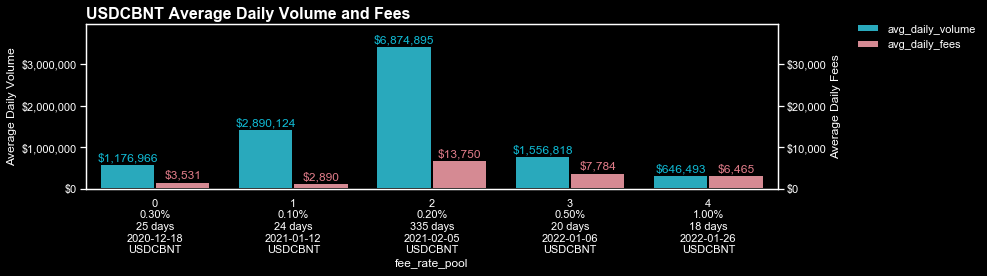 USDCBNT Average Daily Volume and Fees
avg_daily_volume
avg_daily_fees
Average Daily Volume
$3,000,000
$2,000,000
$1,000,000
$0
$1,176,966
$3,531
$2,890,124
$2,890
$6,874,895
$13,750
$1,556,818
$7,784
$646,493
$6,465
$30,000
$20,000
$10,000
$0
Average Daily Fees
0
0.30%
25 days
2020-12-18
USDCBNT
1
0.10%
24 days
2021-01-12
USDCBNT
2
0.20%
335 days
2021-02-05
USDCBNT
3
0.50%
20 days
2022-01-06
USDCBNT
4
1.00%
18 days
2022-01-26
USDCBNT
fee_rate_pool